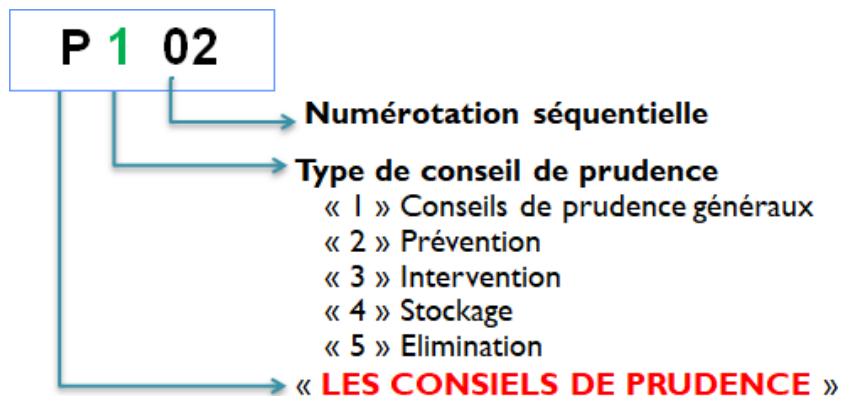 P 1 02
Numérotation séquentielle
Type de conseil de prudence
« 1 » Conseils de prudence généraux
« 2 » Prévention
« 3 » Intervention
« 4 » Stockage
« 5 » Elimination
« LES CONSIELS DE PRUDENCE »